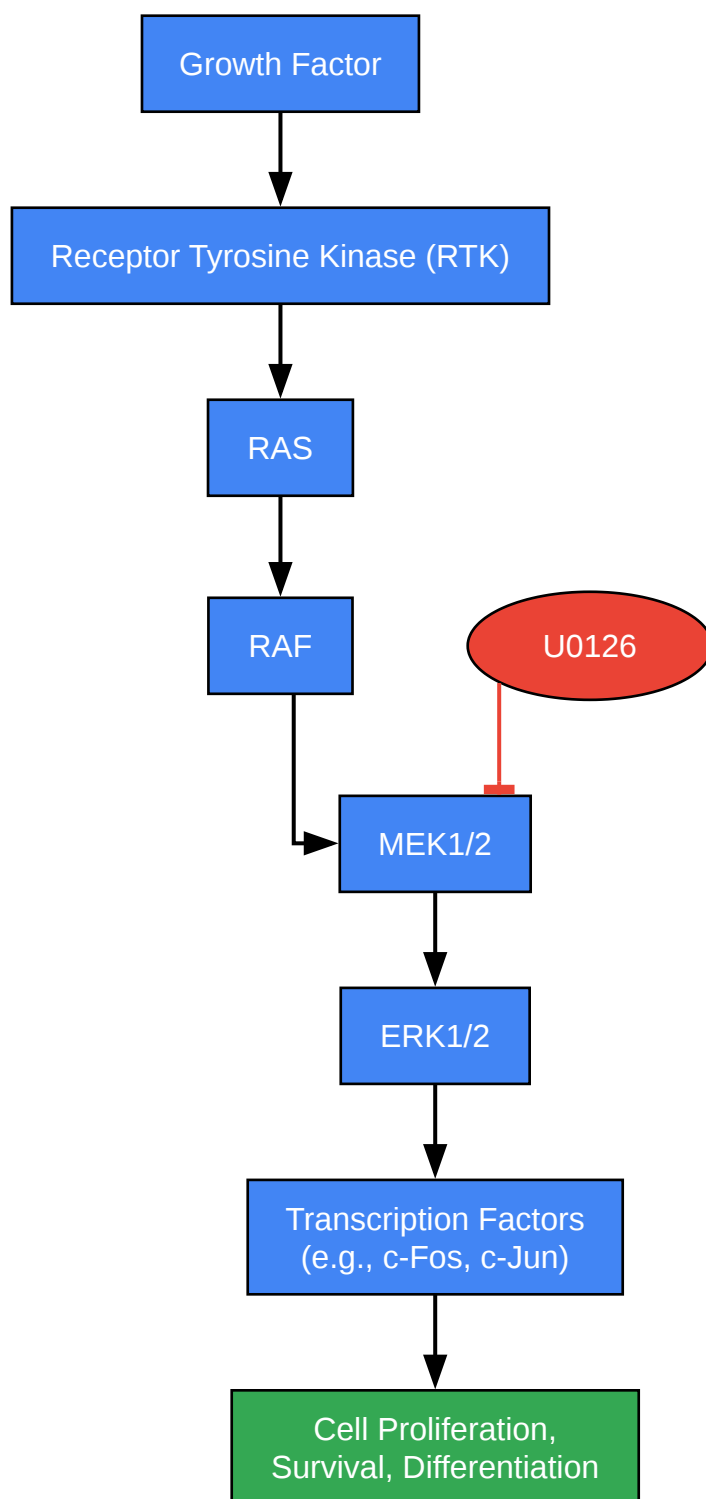 Growth Factor
Receptor Tyrosine Kinase (RTK)
RAS
RAF
U0126
MEK1/2
ERK1/2
Transcription Factors
(e.g., c-Fos, c-Jun)
Cell Proliferation,
Survival, Differentiation